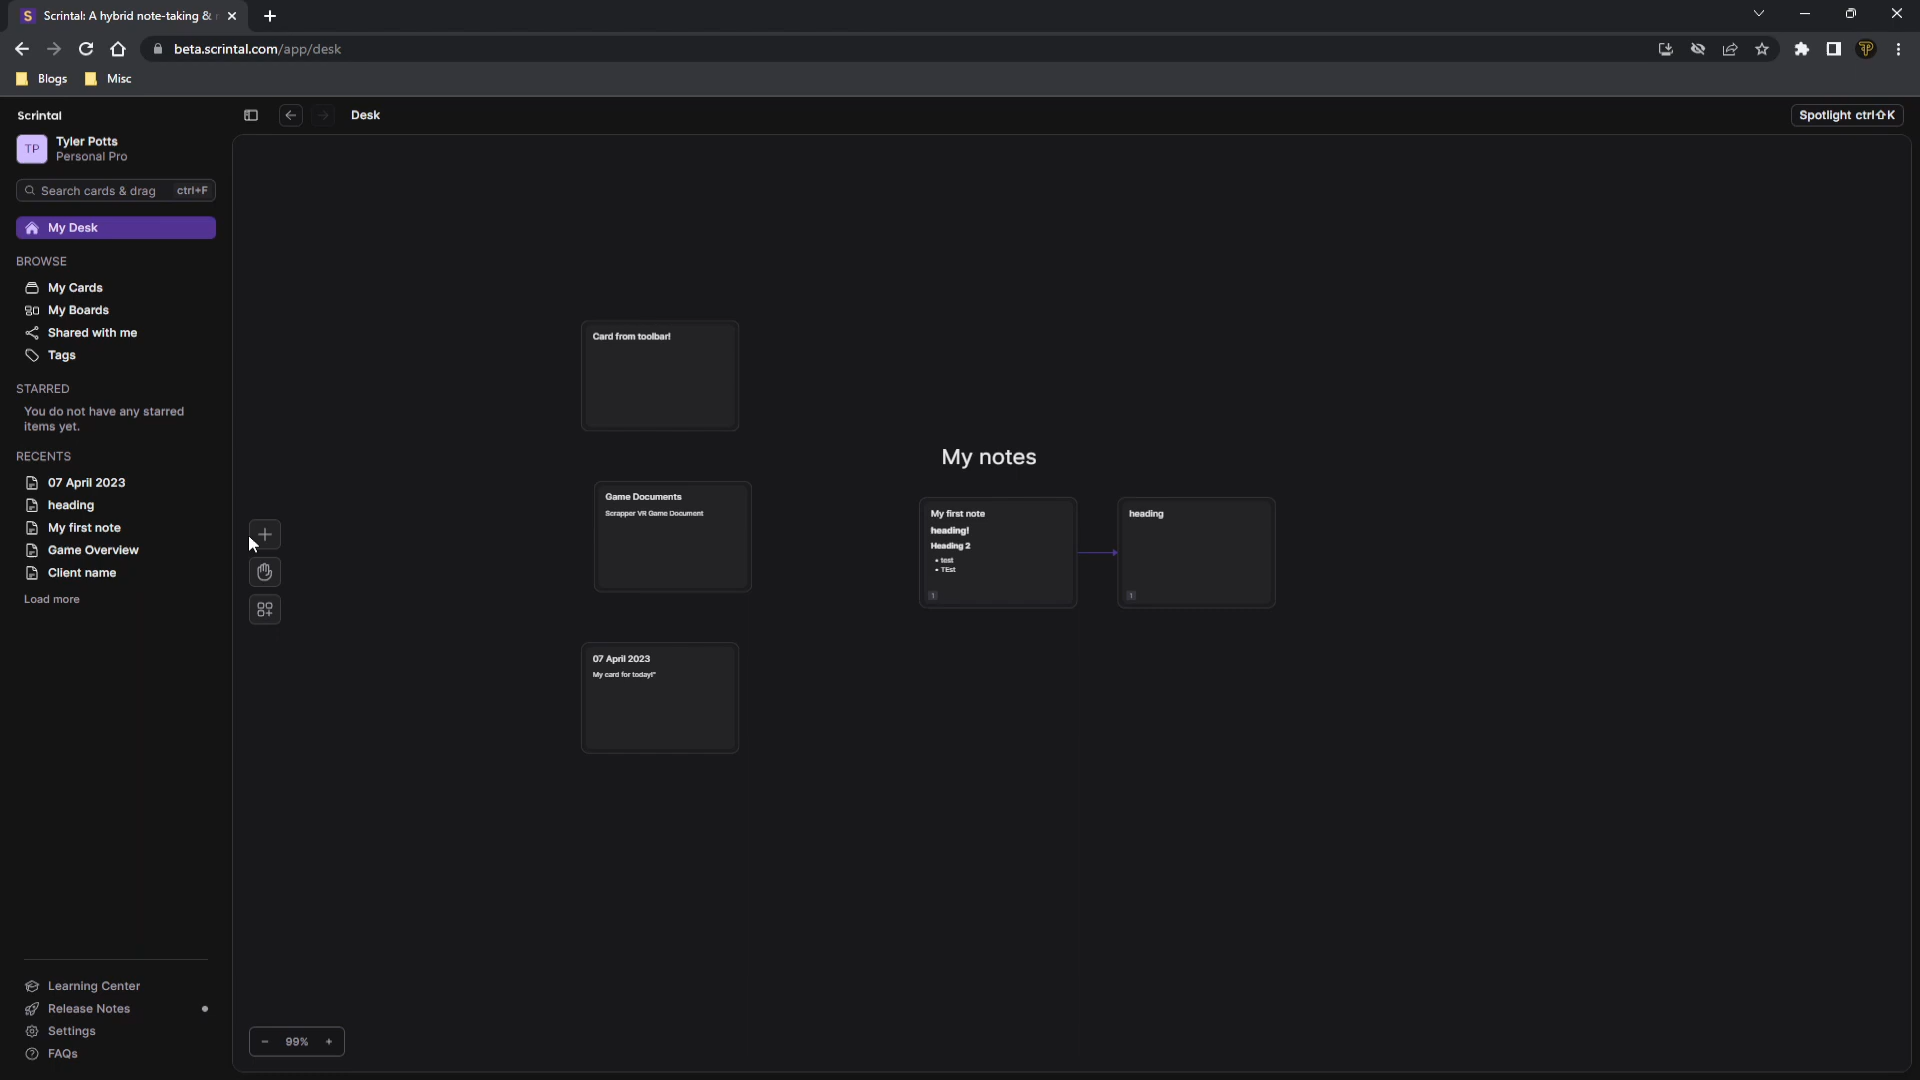 Scrintal: A hybrid note-taking &
beta.scrintal.com/app/desk
Blogs
Misc
Scrintal
Desk
Spotlight ctrl⇧K
TP
Tyler Potts
Personal Pro
Search cards & drag
ctrl+F
My Desk
BROWSE
My Cards
My Boards
Shared with me
Tags
STARRED
You do not have any starred
items yet.
RECENTS
07 April 2023
heading
My first note
Game Overview
Client name
Load more
Card from toolbar!
Game Documents
Scrapper VR Game Document
07 April 2023
My card for today!"
My notes
My first note
heading!
Heading 2
• test
• TEst
1
heading
1
Learning Center
Release Notes
Settings
FAQs
− 99% +